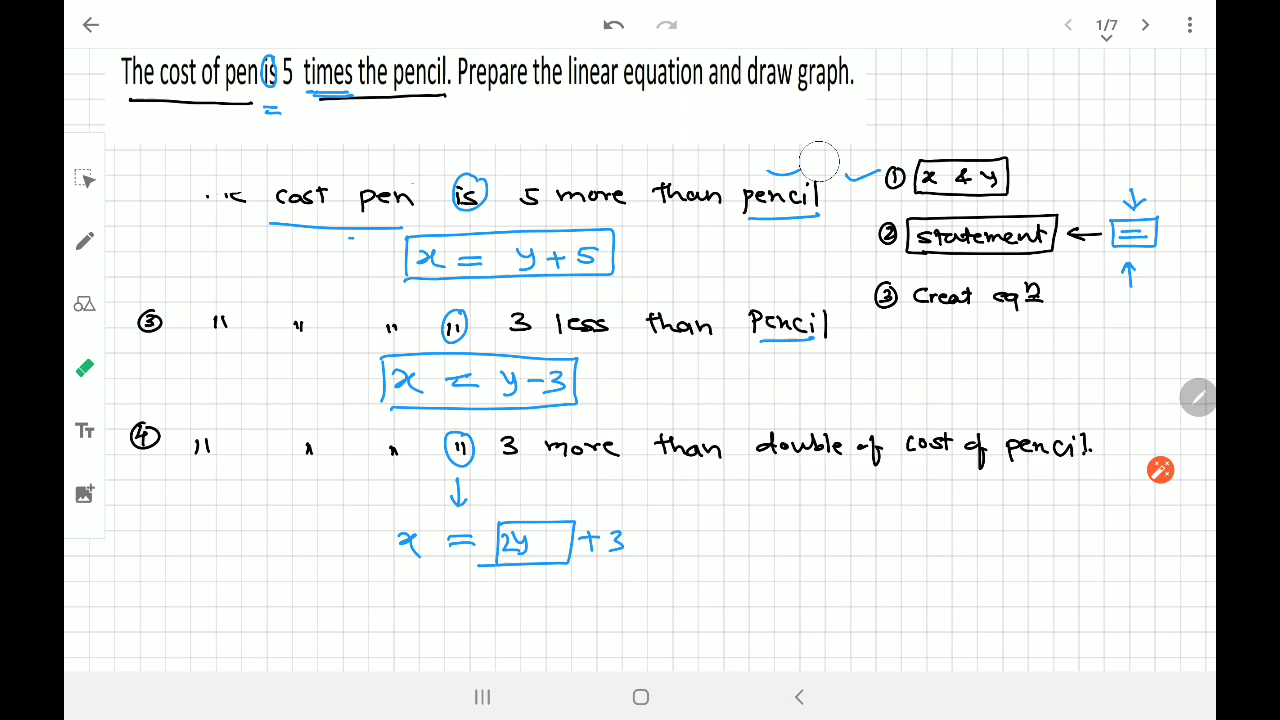 1/7
The cost of pen is 5 times the pencil. Prepare the linear equation and draw graph.
=
cost pen is 5 more than pencil
① x & y
x = y + 5
② statement ← =
③ Creat eqn
③ " " " " 3 less than Pencil
x = y - 3
④ " " " " 3 more than double of cost of pencil.
x = 2y + 3
Tт